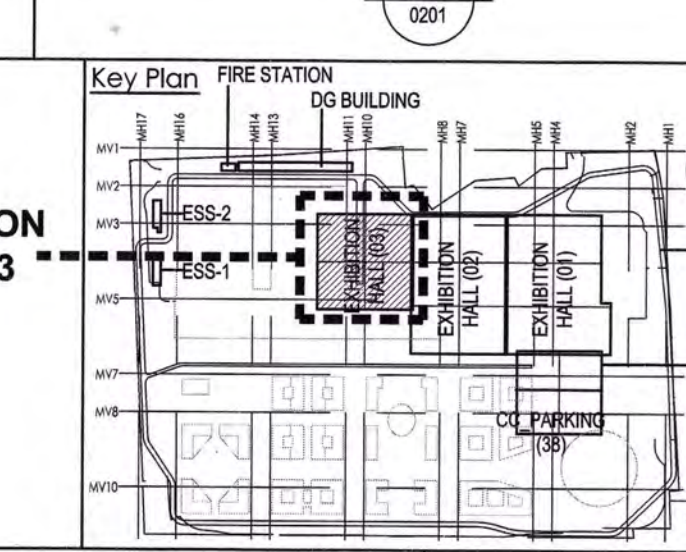 0201
Key Plan
FIRE STATION
DG BUILDING
MH17
MH16
MH14
MH13
MH11
MH10
MH8
MH7
MH5
MH4
MH2
MH1
MV1
MV2
MV3
MV5
MV7
MV8
MV10
ON
3
ESS-2
ESS-1
EXHIBITION
HALL (03)
EXHIBITION
HALL (02)
EXHIBITION
HALL (01)
CC_PARKING
(38)